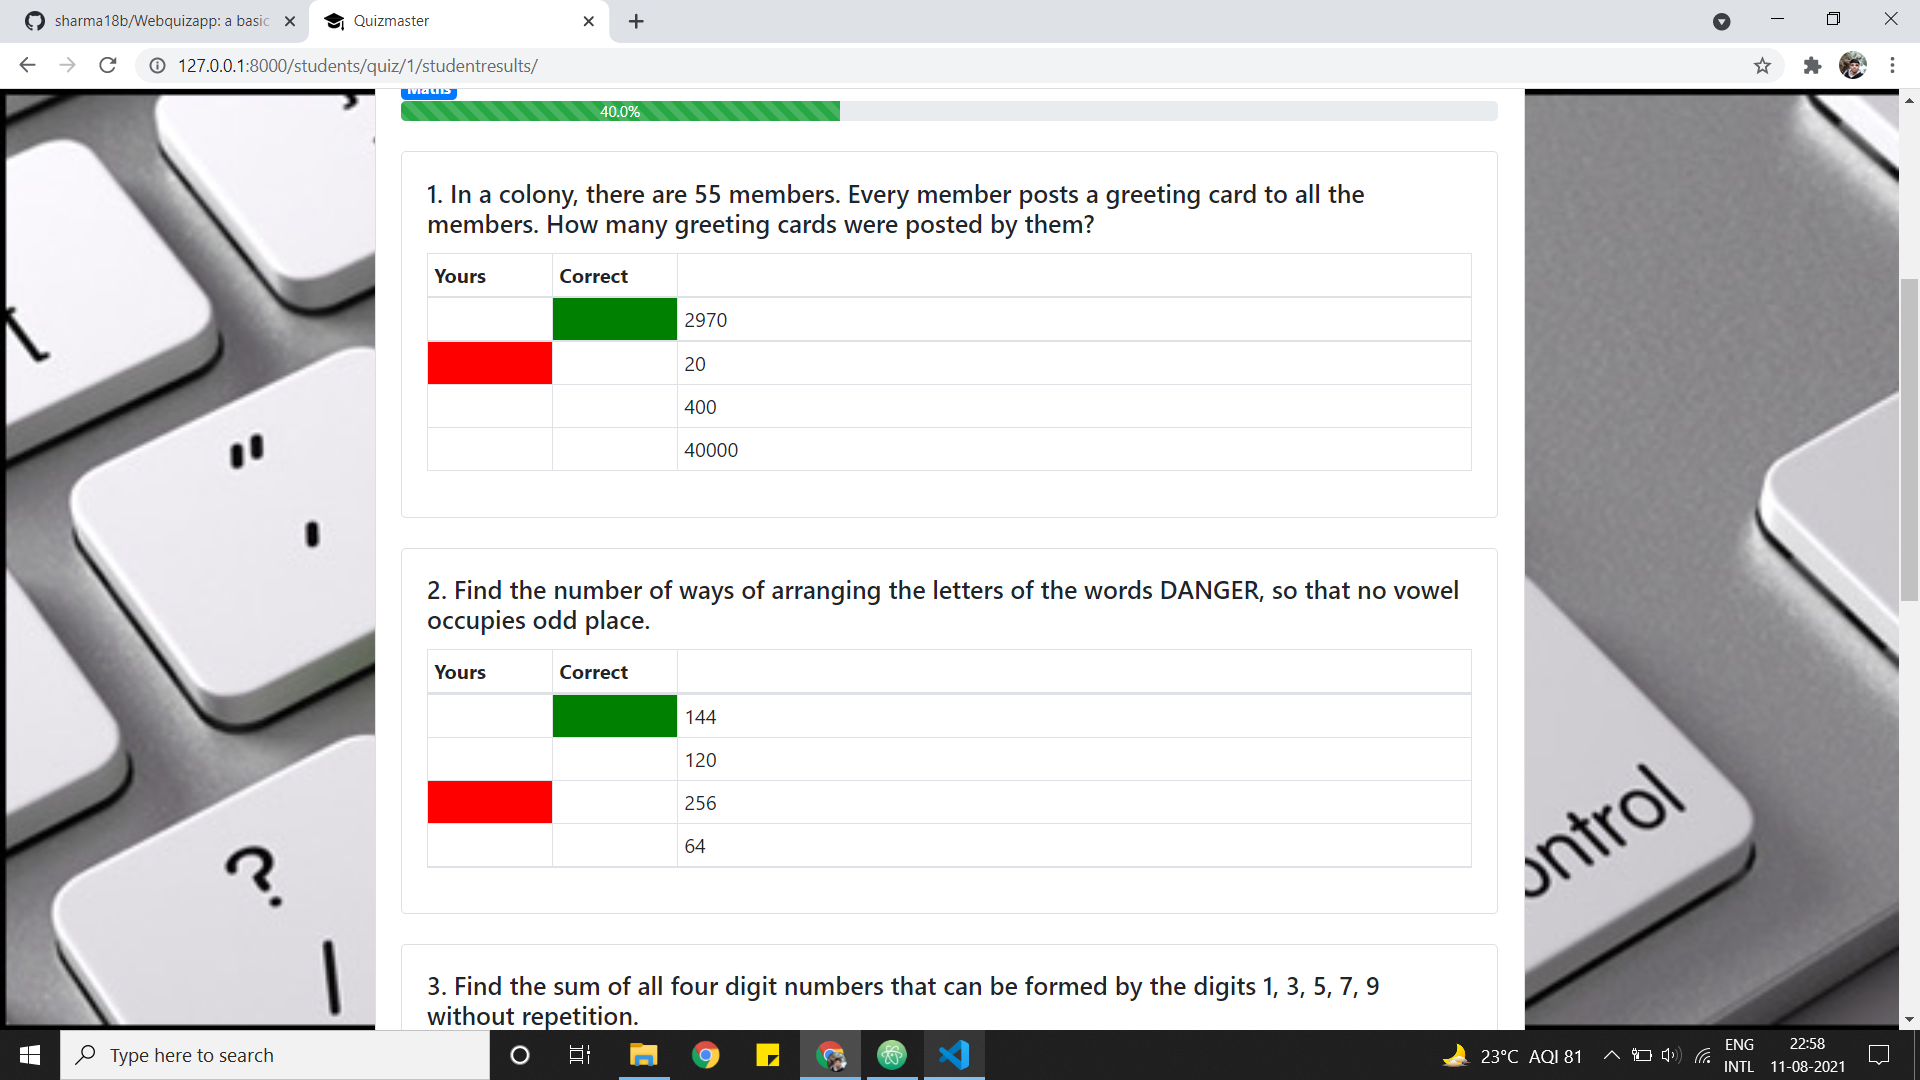 sharma18b/Webquizapp: a basic
Quizmaster
127.0.0.1:8000/students/quiz/1/studentresults/
Maths
40.0%
1. In a colony, there are 55 members. Every member posts a greeting card to all the
members. How many greeting cards were posted by them?
Yours Correct
2970
20
400
40000
2. Find the number of ways of arranging the letters of the words DANGER, so that no vowel
occupies odd place.
Yours Correct
144
120
256
64
3. Find the sum of all four digit numbers that can be formed by the digits 1, 3, 5, 7, 9
without repetition.
"
'
?
ontrol
Type here to search
23°C AQI 81
ENG
INTL
22:58
11-08-2021